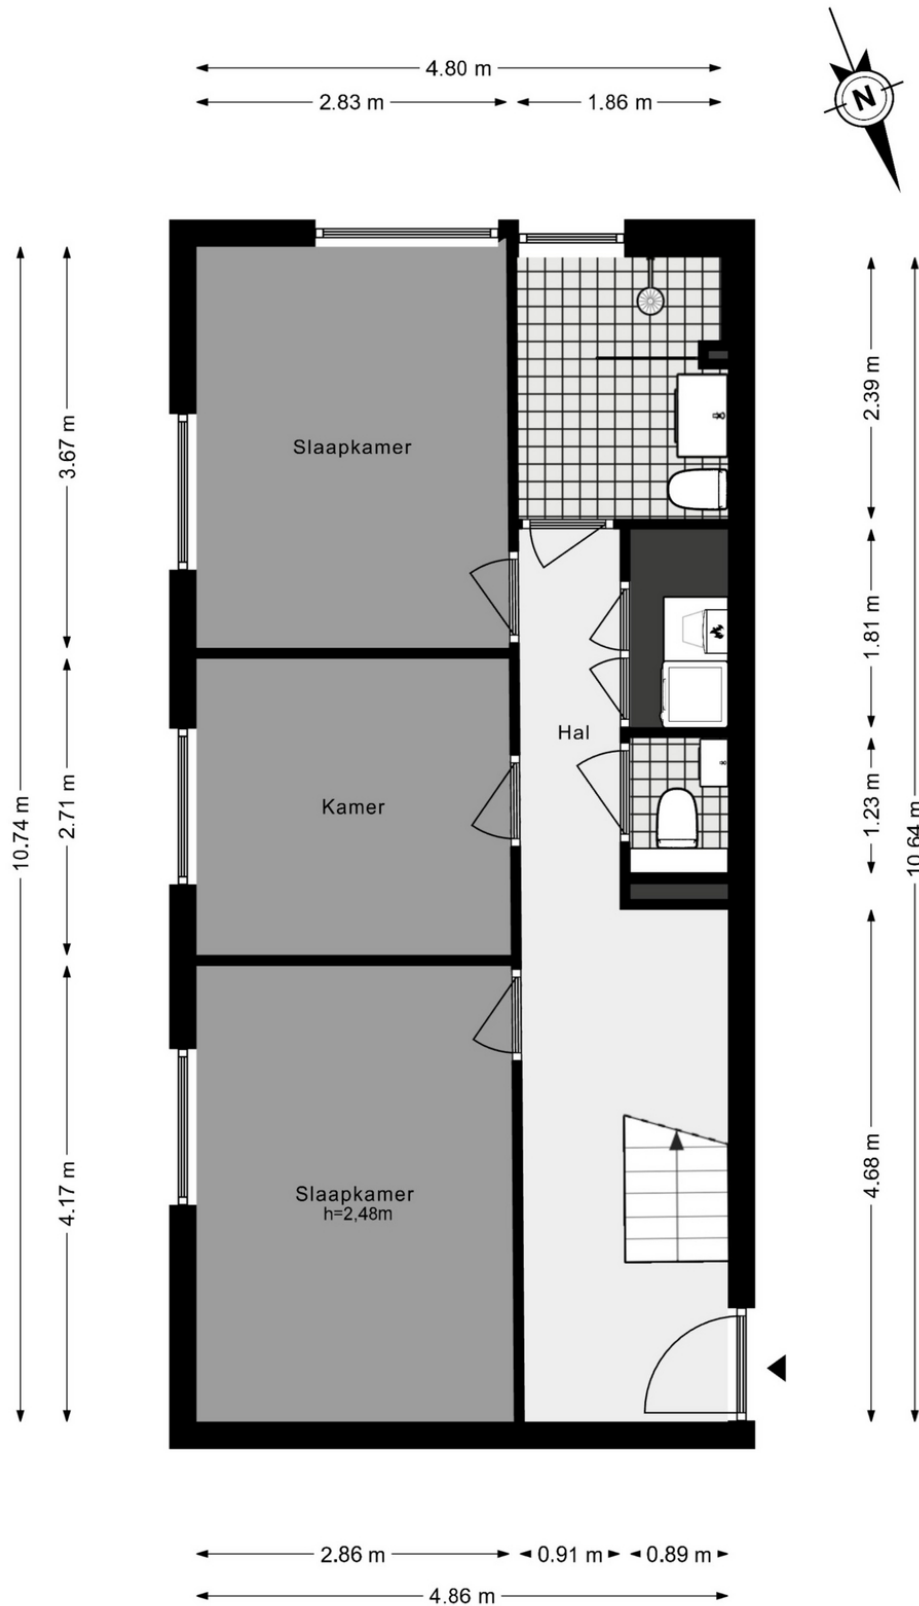 4.80 m
2.83 m
1.86 m
N
3.67 m
2.71 m
4.17 m
10.74 m
2.39 m
1.81 m
1.23 m
4.68 m
10.64 m
Slaapkamer
Hal
Kamer
Slaapkamer
h=2,48m
2.86 m
0.91 m
0.89 m
4.86 m